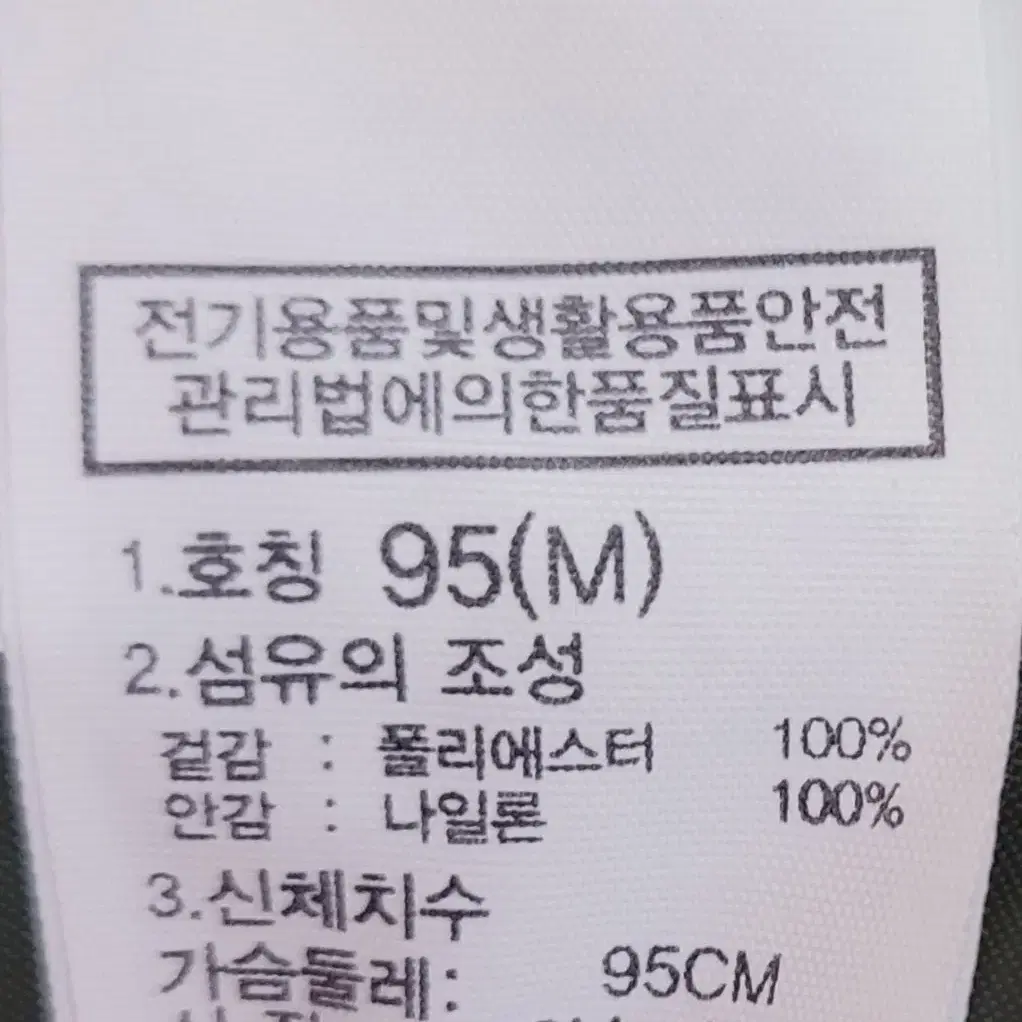 전기용품및생활용품안전
관리법에의한품질표시
1.호칭 95(M)
2.섬유의 조성
겉감 : 폴리에스터 100%
안감 : 나일론 100%
3.신체치수
가슴둘레: 95CM